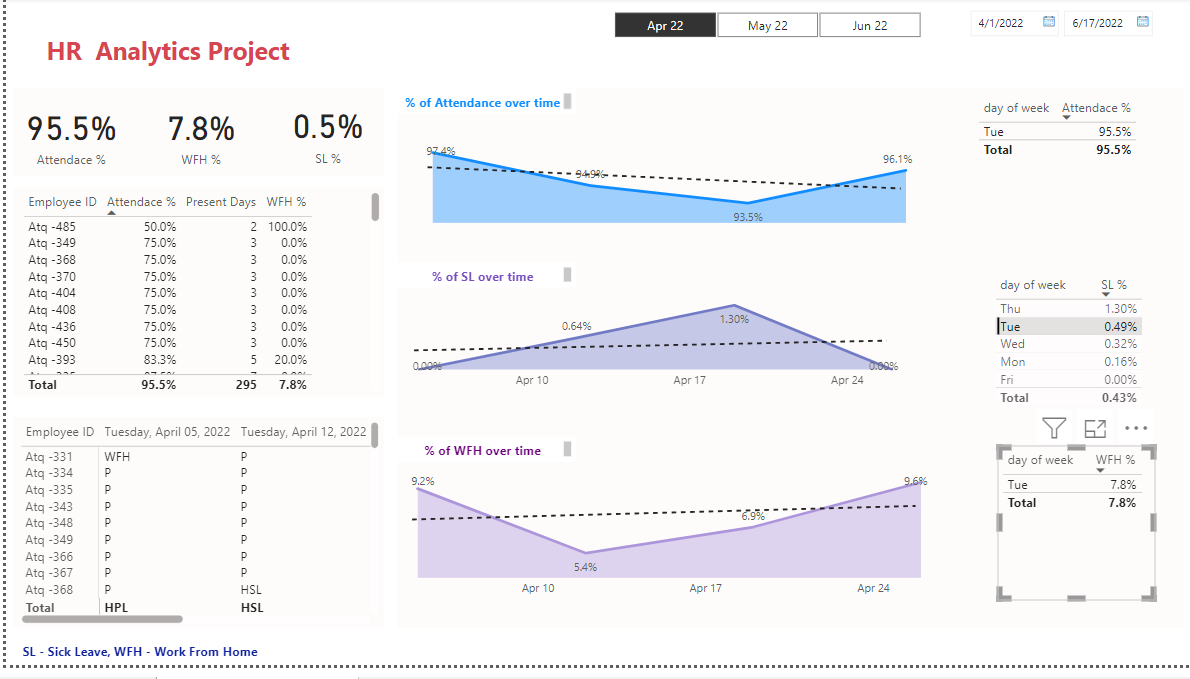 Apr 22 May 22 Jun 22 4/1/2022 6/17/2022
HR Analytics Project
95.5% 7.8% 0.5%
Attendace % WFH % SL %
Employee ID Attendace % Present Days WFH %
Atq -485 50.0% 2 100.0%
Atq -349 75.0% 3 0.0%
Atq -368 75.0% 3 0.0%
Atq -370 75.0% 3 0.0%
Atq -404 75.0% 3 0.0%
Atq -408 75.0% 3 0.0%
Atq -436 75.0% 3 0.0%
Atq -450 75.0% 3 0.0%
Atq -393 83.3% 5 20.0%
Total 95.5% 295 7.8%
Employee ID Tuesday, April 05, 2022 Tuesday, April 12, 2022
Atq -331 WFH P
Atq -334 P P
Atq -335 P P
Atq -343 P P
Atq -348 P P
Atq -349 P P
Atq -366 P P
Atq -367 P P
Atq -368 P HSL
Total HPL HSL
SL - Sick Leave, WFH - Work From Home
% of Attendance over time
97.4%
94.9%
93.5%
96.1%
% of SL over time
0.00%
0.64%
1.30%
0.00%
Apr 10 Apr 17 Apr 24
% of WFH over time
9.2%
5.4%
6.9%
9.6%
Apr 10 Apr 17 Apr 24
day of week Attendace %
Tue 95.5%
Total 95.5%
day of week SL %
Thu 1.30%
Tue 0.49%
Wed 0.32%
Mon 0.16%
Fri 0.00%
Total 0.43%
day of week WFH %
Tue 7.8%
Total 7.8%